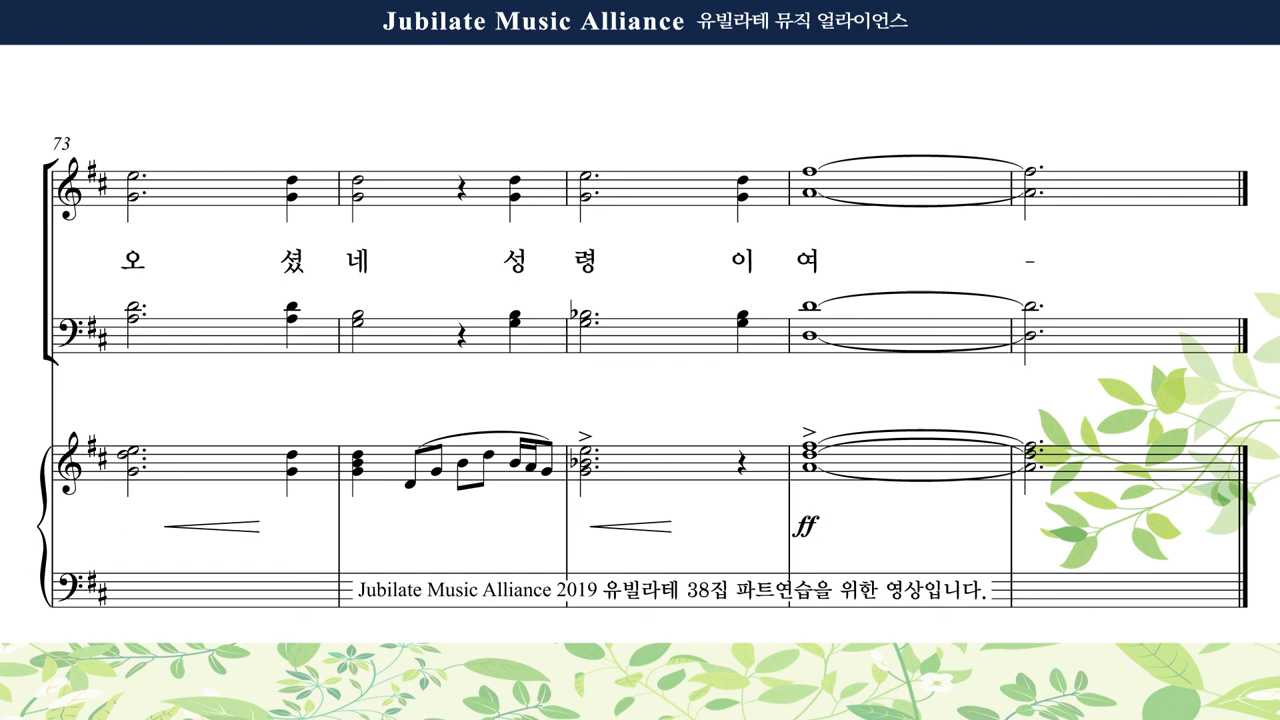 Jubilate Music Alliance 유빌라테 뮤직 얼라이언스
73
오 셨 네 성 령 이 여 -
ff
Jubilate Music Alliance 2019 유빌라테 38집 파트연습을 위한 영상입니다.